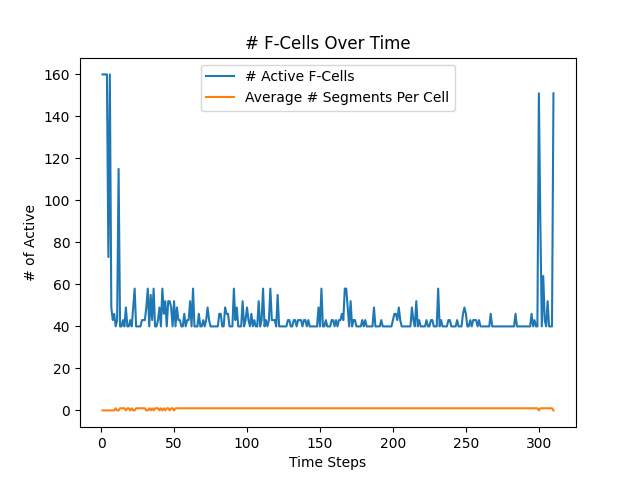 # F-Cells Over Time
# Active F-Cells
Average # Segments Per Cell
# of Active
160
140
120
100
80
60
40
20
0
0 50 100 150 200 250 300
Time Steps